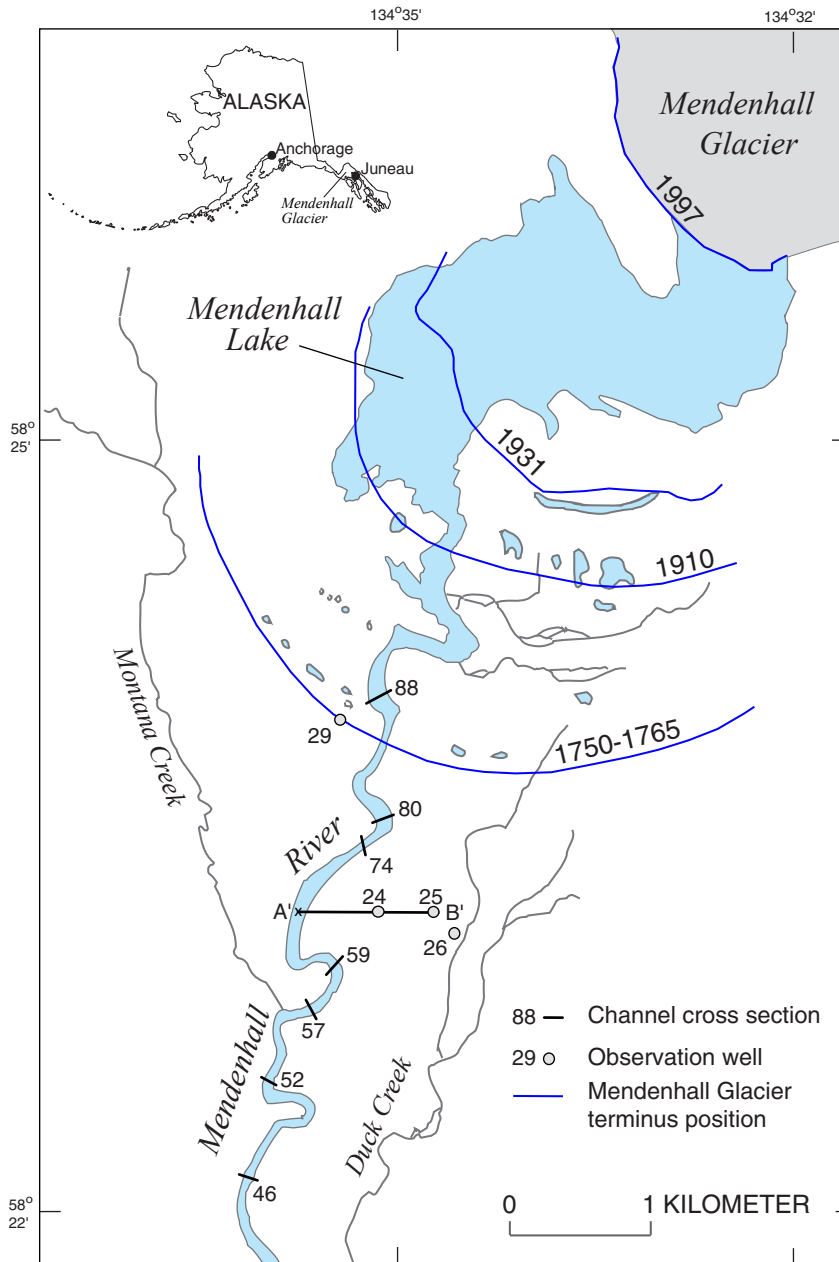 134°35'
134°32'
ALASKA
Anchorage
Juneau
Mendenhall
Glacier
Mendenhall
Glacier
1997
Mendenhall
Lake
58°
25'
1931
1910
Montana Creek
88
29
1750-1765
80
River
74
A'
24
25
B'
26
59
57
Mendenhall
52
Duck Creek
46
88 Channel cross section
29 Observation well
Mendenhall Glacier
terminus position
58°
22'
0 1 KILOMETER